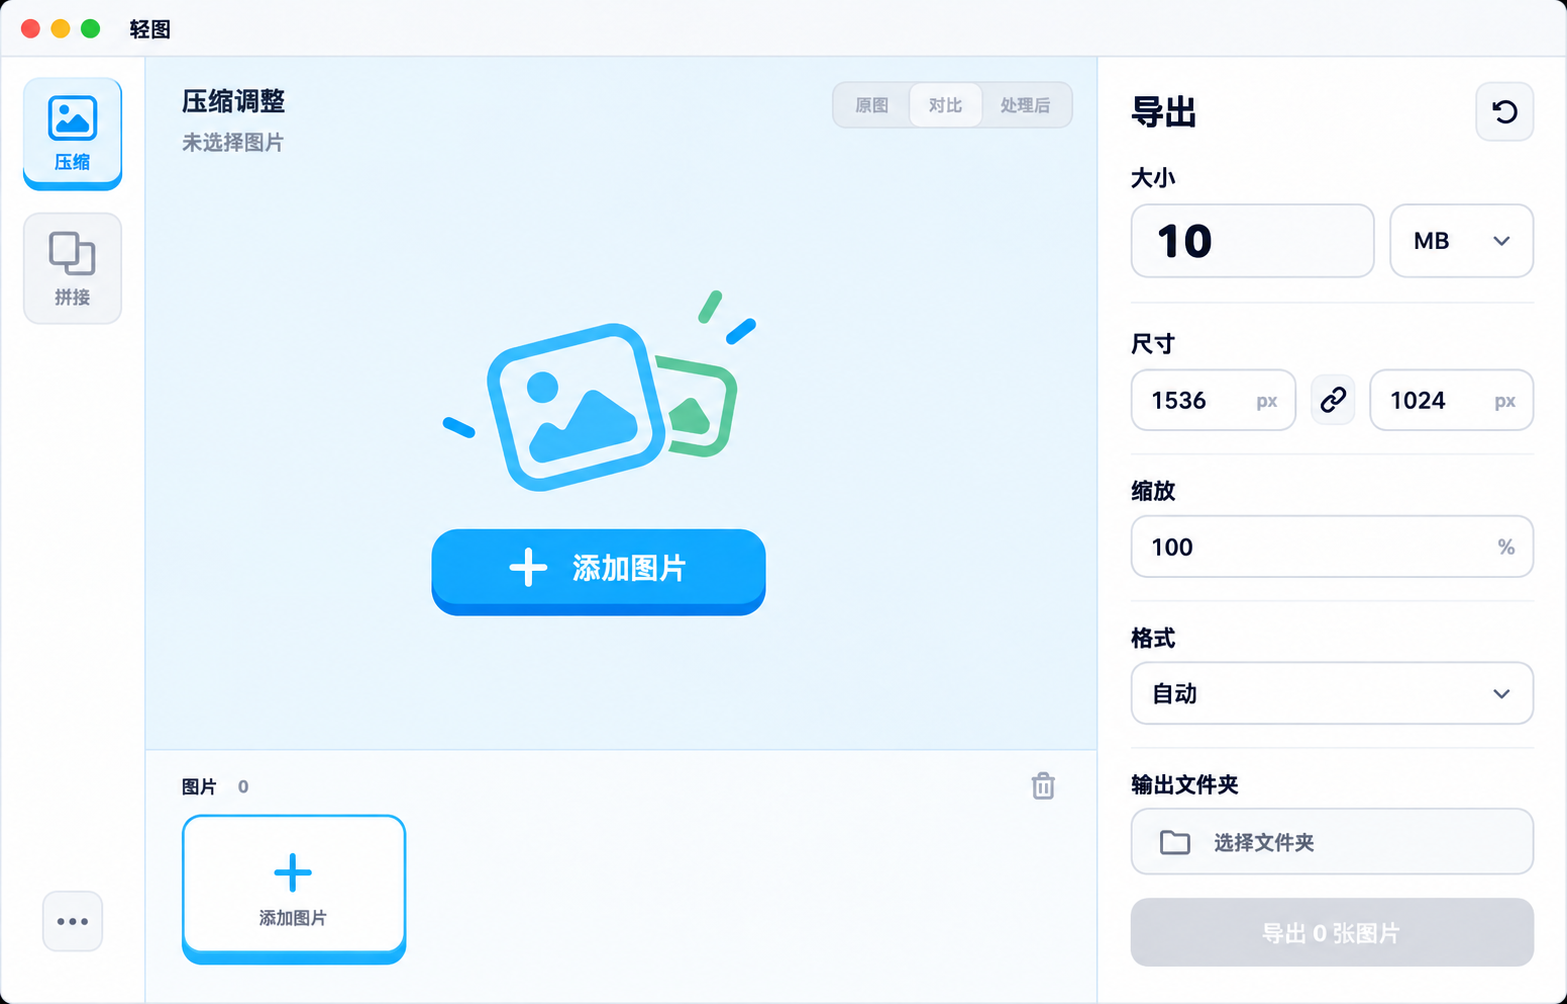 轻图
压缩
拼接
压缩调整
未选择图片
原图 对比 处理后
添加图片
图片 0
添加图片
导出
大小
10 MB
尺寸
1536 px 1024 px
缩放
100 %
格式
自动
输出文件夹
选择文件夹
导出 0 张图片